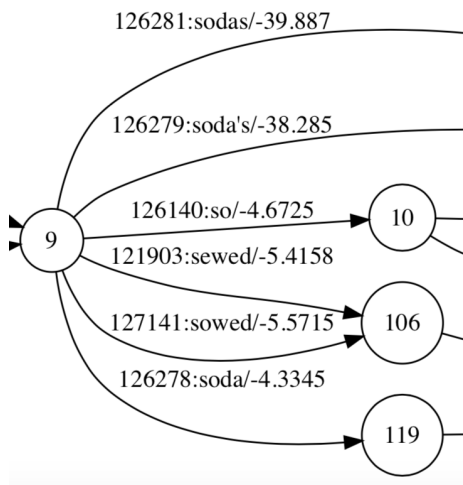 126281:sodas/-39.887
126279:soda's/-38.285
126140:so/-4.6725
10
9
121903:sewed/-5.4158
127141:sowed/-5.5715
106
126278:soda/-4.3345
119